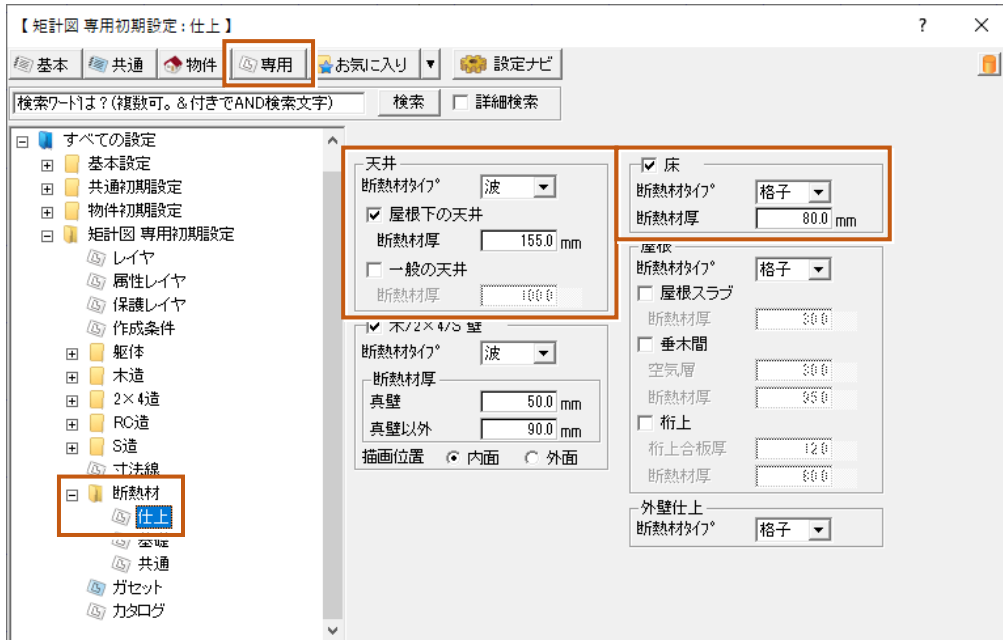 【 矩計図 専用初期設定 : 仕上 】
?
×
基本
共通
物件
専用
お気に入り
▼
設定ナビ
検索ワードは？(複数可。&付きでAND検索文字)
検索
詳細検索
すべての設定
基本設定
共通初期設定
物件初期設定
矩計図 専用初期設定
レイヤ
属性レイヤ
保護レイヤ
作成条件
躯体
木造
2×4造
RC造
S造
寸法線
断熱材
仕上
基礎
共通
ガセット
カタログ
天井
断熱材ﾀｲﾌﾟ 波
屋根下の天井
断熱材厚 155.0 mm
一般の天井
断熱材厚 100.0
木/2×4/S 壁
断熱材ﾀｲﾌﾟ 波
断熱材厚
真壁 50.0 mm
真壁以外 90.0 mm
描画位置 内面 外面
床
断熱材ﾀｲﾌﾟ 格子
断熱材厚 80.0 mm
屋根
断熱材ﾀｲﾌﾟ 格子
屋根スラブ
断熱材厚
垂木間
空気層
断熱材厚
桁上
桁上合板厚
断熱材厚
外壁仕上
断熱材ﾀｲﾌﾟ 格子